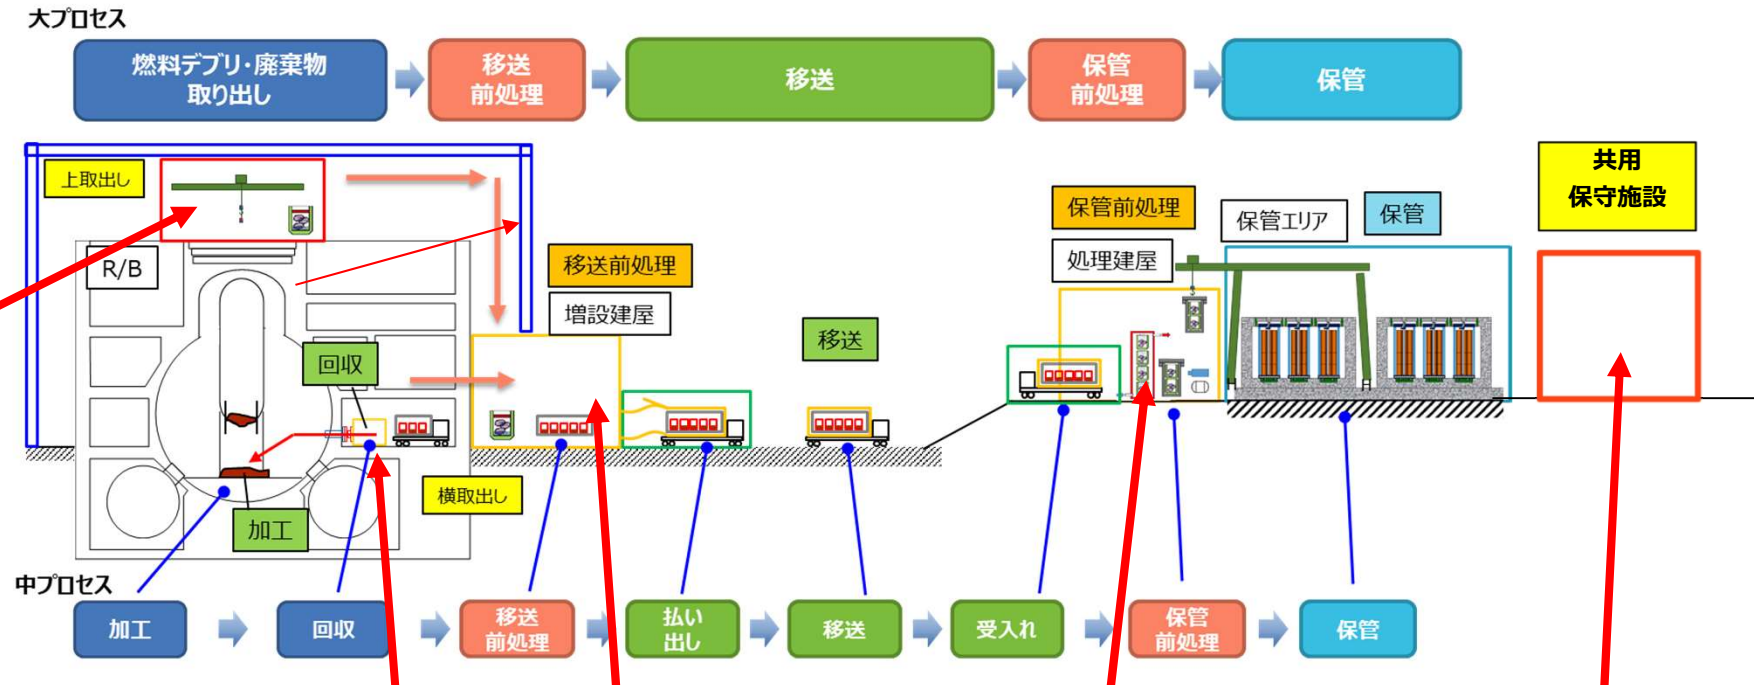 大プロセス
燃料デブリ・廃棄物
取り出し
移送
前処理
移送
保管
前処理
保管
上取出し
R/B
移送前処理
増設建屋
回収
移送
保管前処理
処理建屋
保管エリア
保管
共用
保守施設
横取出し
加工
中プロセス
加工
回収
移送
前処理
払い
出し
移送
受入れ
保管
前処理
保管